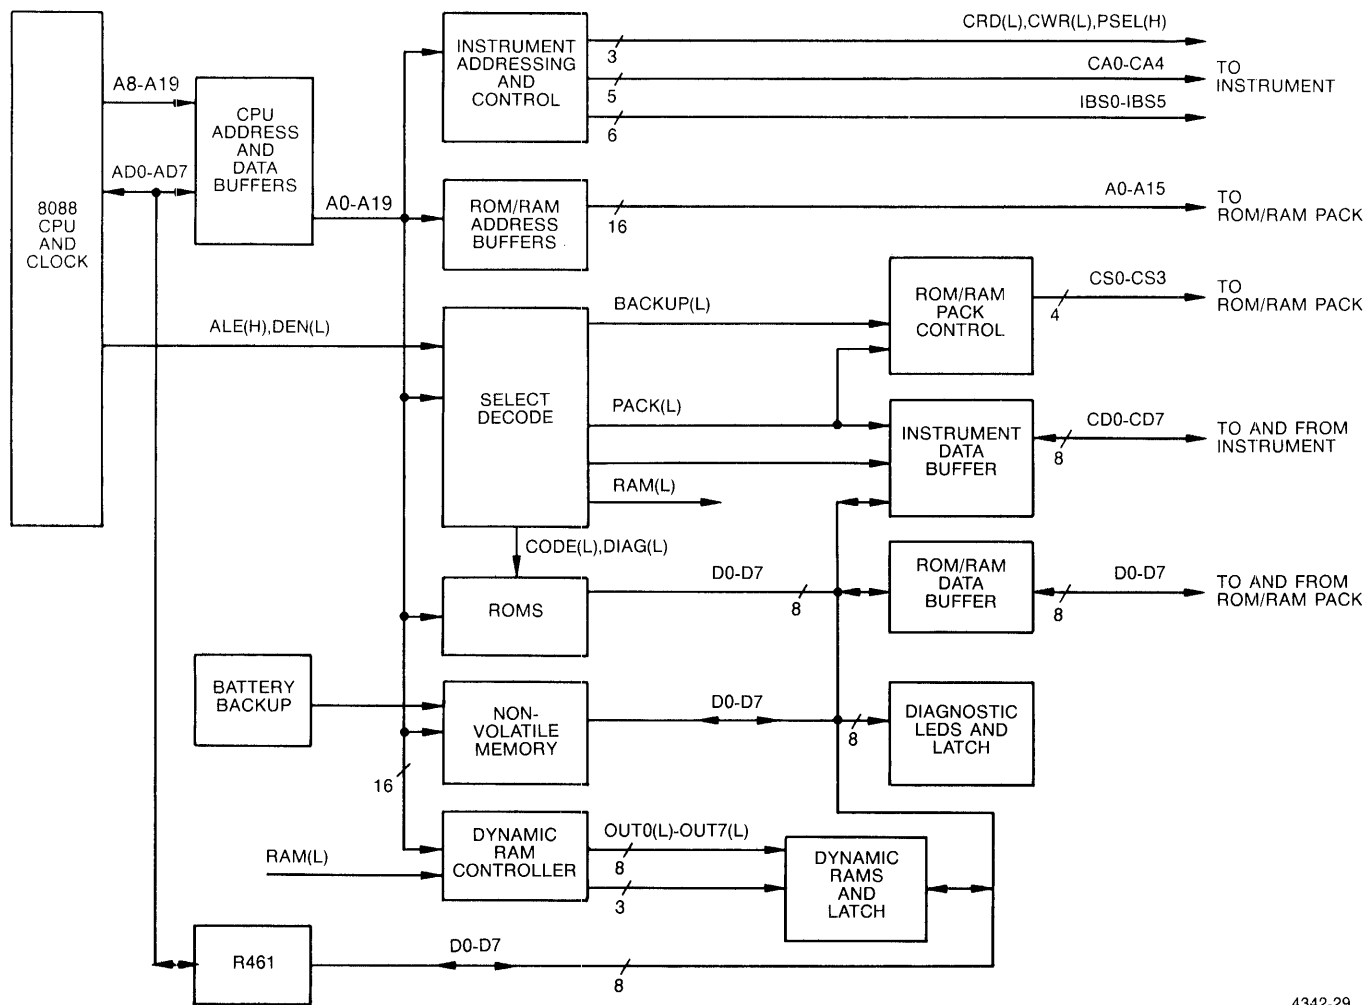 8088
CPU
AND
CLOCK
A8-A19
AD0-AD7
CPU
ADDRESS
AND
DATA
BUFFERS
A0-A19
ALE(H),DEN(L)
INSTRUMENT
ADDRESSING
AND
CONTROL
3
CRD(L),CWR(L),PSEL(H)
5
CA0-CA4
6
IBS0-IBS5
TO
INSTRUMENT
ROM/RAM
ADDRESS
BUFFERS
16
A0-A15
TO
ROM/RAM PACK
SELECT
DECODE
BACKUP(L)
PACK(L)
RAM(L)
CODE(L),DIAG(L)
ROM/RAM
PACK
CONTROL
CS0-CS3
4
TO
ROM/RAM PACK
INSTRUMENT
DATA
BUFFER
CD0-CD7
8
TO AND FROM
INSTRUMENT
ROMS
D0-D7
8
ROM/RAM
DATA
BUFFER
D0-D7
8
TO AND FROM
ROM/RAM PACK
BATTERY
BACKUP
NON-
VOLATILE
MEMORY
D0-D7
8
DIAGNOSTIC
LEDS AND
LATCH
16
RAM(L)
DYNAMIC
RAM
CONTROLLER
OUT0(L)-OUT7(L)
8
3
DYNAMIC
RAMS
AND
LATCH
R461
D0-D7
8
4342-29